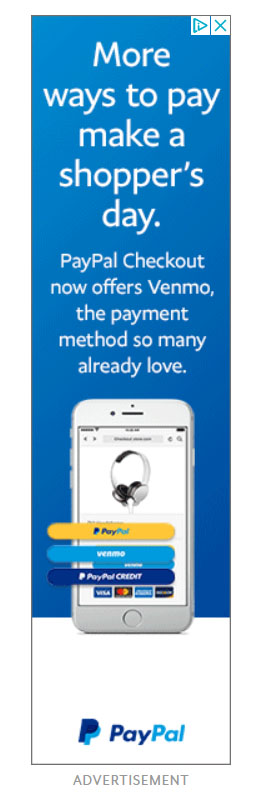 More
ways to pay
make a
shopper's
day.
PayPal Checkout
now offers Venmo,
the payment
method so many
already love.
PayPal
venmo
PayPal CREDIT
VISA
PayPal
ADVERTISEMENT